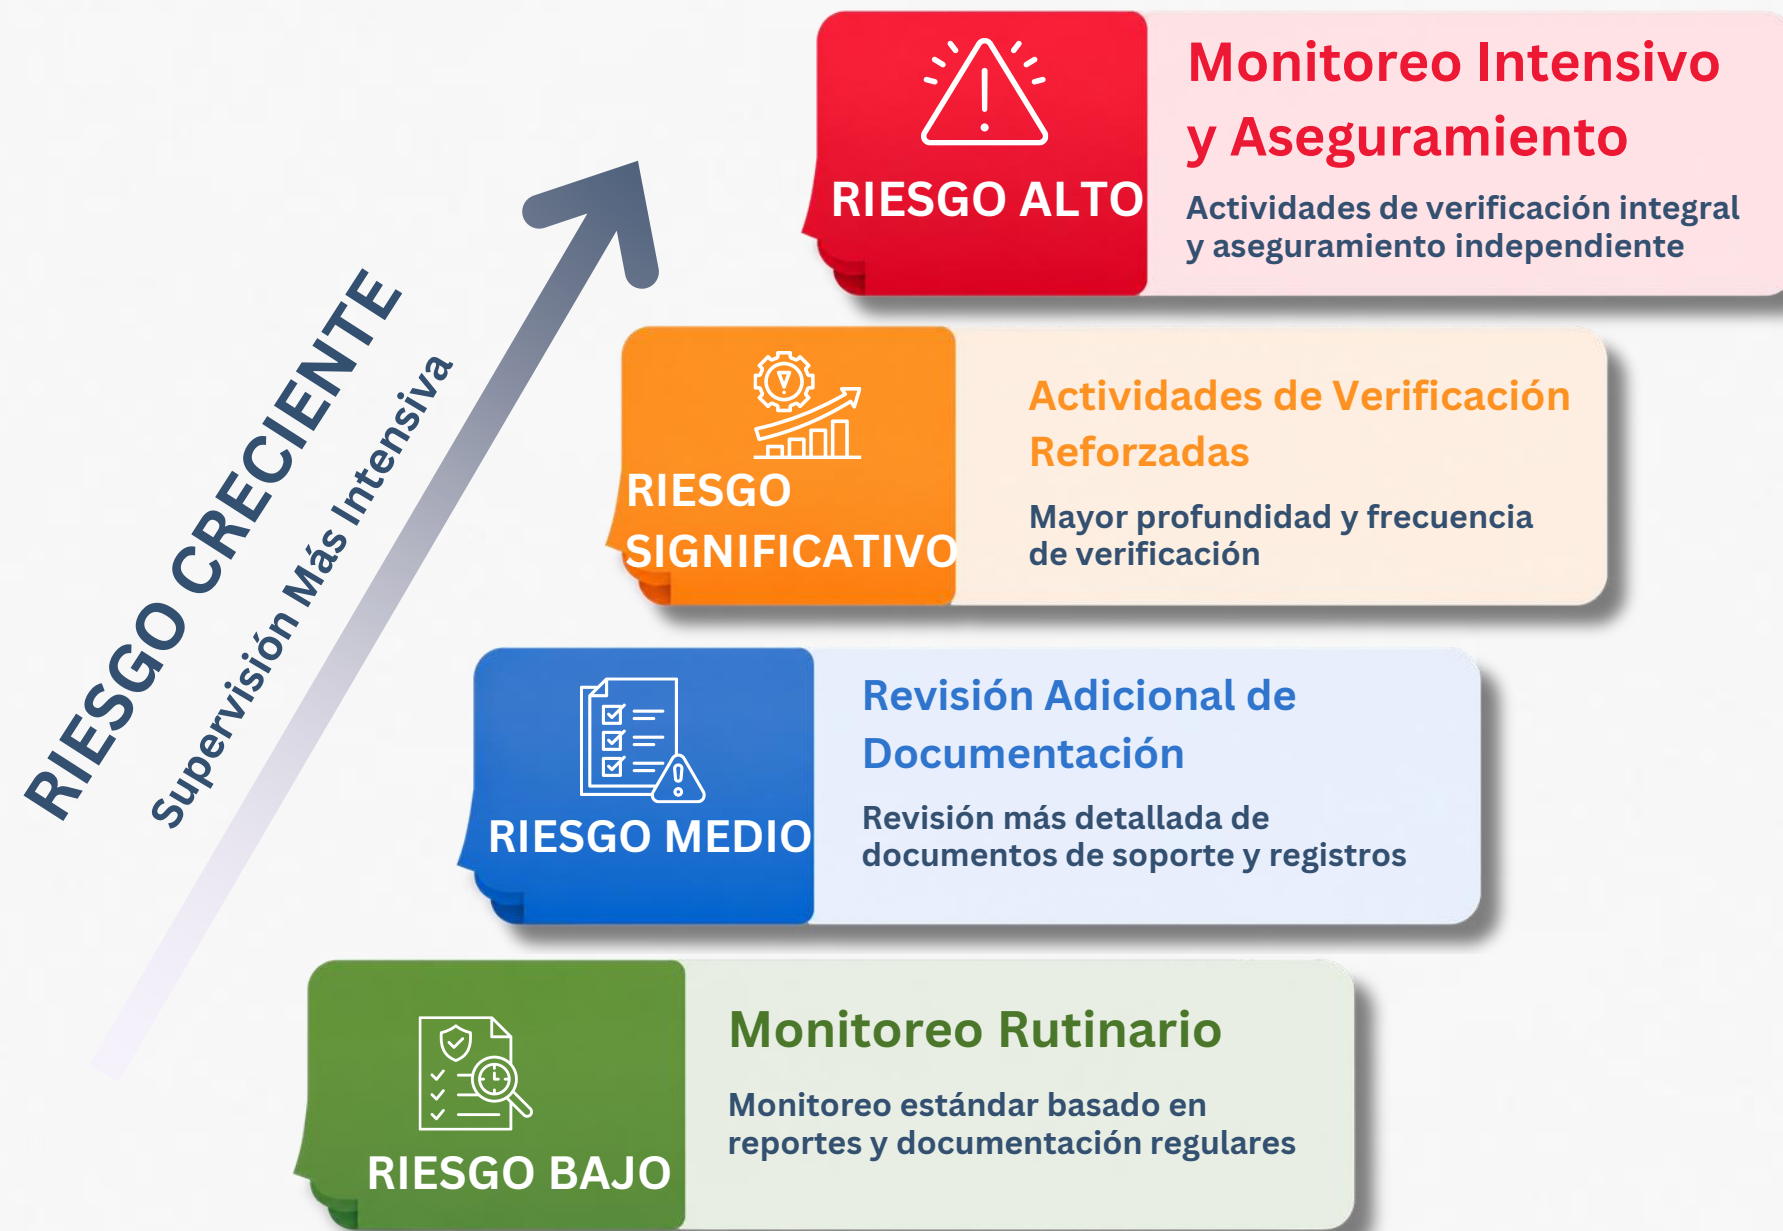 RIESGO CRECIENTE
Supervisión Más Intensiva
RIESGO ALTO
Monitoreo Intensivo
y Aseguramiento
Actividades de verificación integral
y aseguramiento independiente
RIESGO
SIGNIFICATIVO
Actividades de Verificación
Reforzadas
Mayor profundidad y frecuencia
de verificación
RIESGO MEDIO
Revisión Adicional de
Documentación
Revisión más detallada de
documentos de soporte y registros
RIESGO BAJO
Monitoreo Rutinario
Monitoreo estándar basado en
reportes y documentación regulares